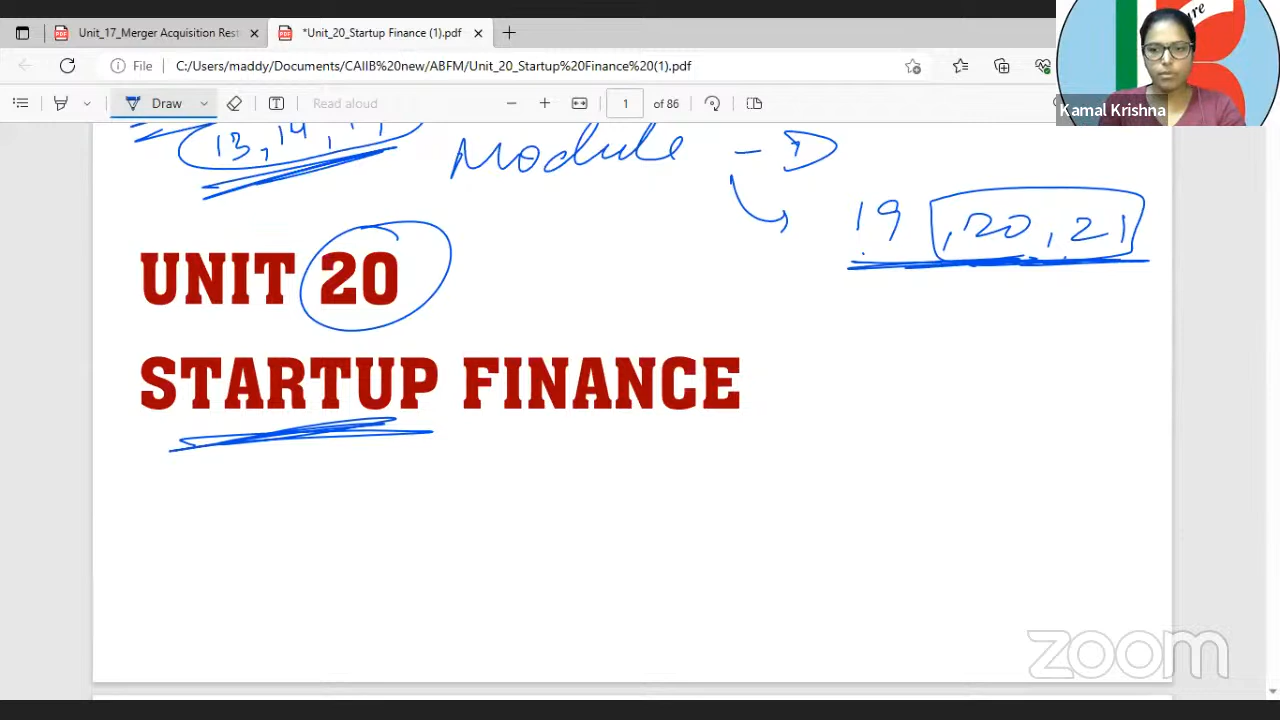 Unit_17_Merger Acquisition Rest
*Unit_20_Startup Finance (1).pdf
File
C:/Users/maddy/Documents/CAIIB%20new/ABFM/Unit_20_Startup%20Finance%20(1).pdf
Draw
Read aloud
1 of 86
ure
Kamal Krishna
13, 14,
Module - D
19, 20, 21
UNIT 20
STARTUP FINANCE
zoom